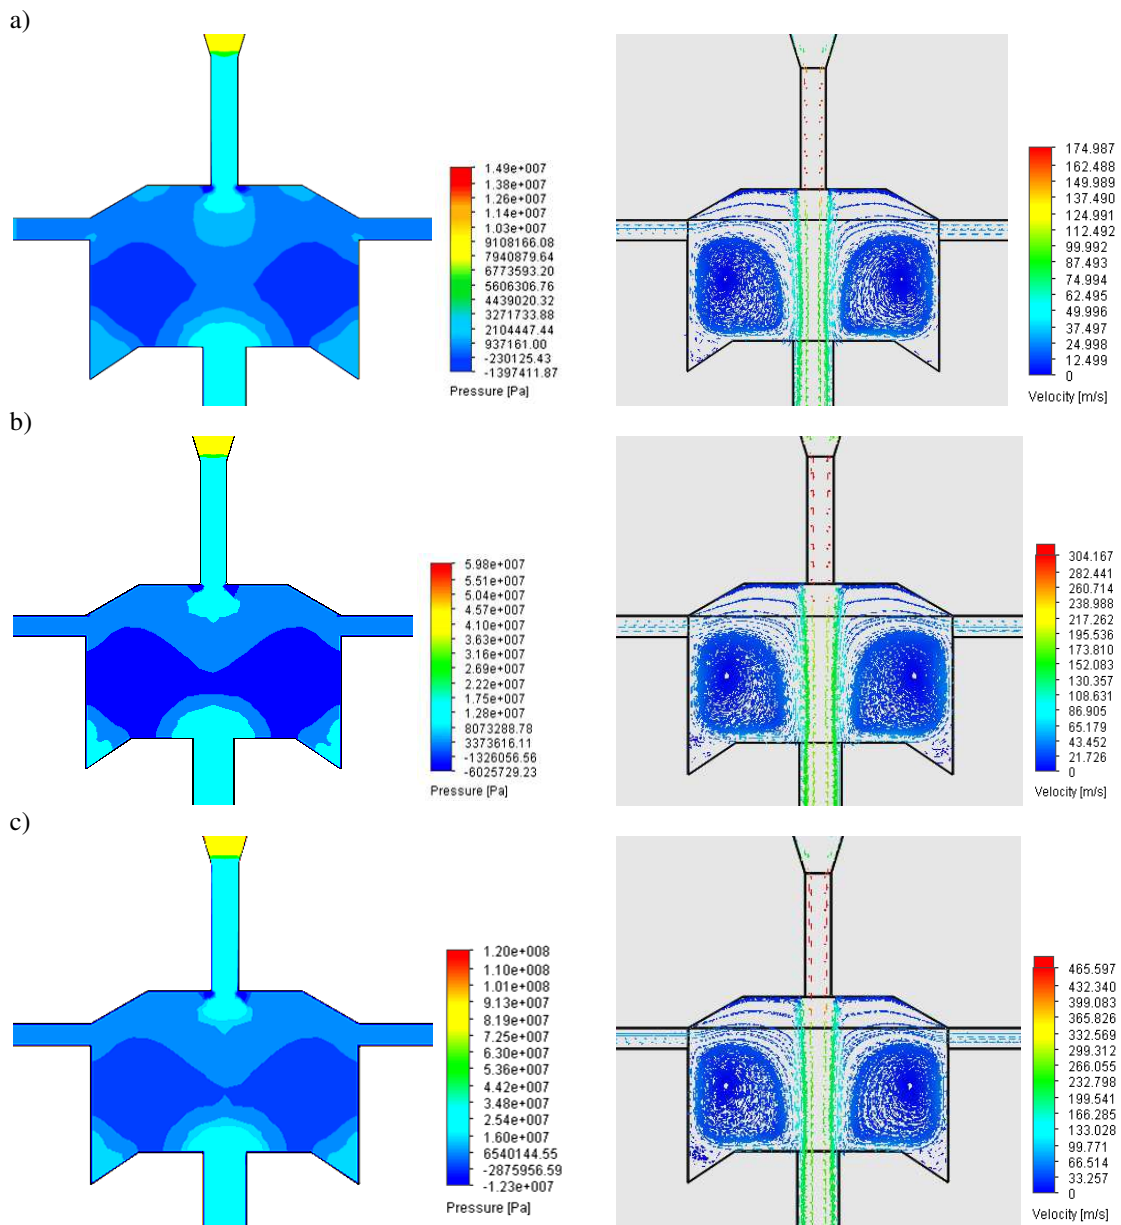 a)
1.49e+007
1.38e+007
1.26e+007
1.14e+007
1.03e+007
9108166.08
7940879.64
6773593.20
5606306.76
4439020.32
3271733.88
2104447.44
937161.00
-230125.43
-1397411.87
Pressure [Pa]
174.987
162.488
149.989
137.490
124.991
112.492
99.992
87.493
74.994
62.495
49.996
37.497
24.998
12.499
0
Velocity [m/s]
b)
5.98e+007
5.51e+007
5.04e+007
4.57e+007
4.10e+007
3.63e+007
3.16e+007
2.69e+007
2.22e+007
1.75e+007
1.28e+007
8073288.78
3373616.11
-1326056.56
-6025729.23
Pressure [Pa]
304.167
282.441
260.714
238.988
217.262
195.536
173.810
152.083
130.357
108.631
86.905
65.179
43.452
21.726
0
Velocity [m/s]
c)
1.20e+008
1.10e+008
1.01e+008
9.13e+007
8.19e+007
7.25e+007
6.30e+007
5.36e+007
4.42e+007
3.48e+007
2.54e+007
1.60e+007
6540144.55
-2875956.59
-1.23e+007
Pressure [Pa]
465.597
432.340
399.083
365.826
332.569
299.312
266.055
232.798
199.541
166.285
133.028
99.771
66.514
33.257
0
Velocity [m/s]